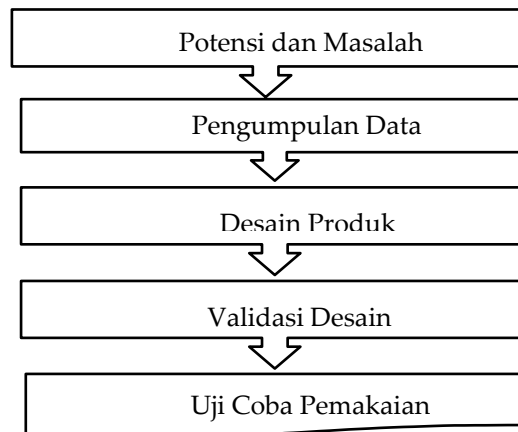 Potensi dan Masalah
Pengumpulan Data
Desain Produk
Validasi Desain
Uji Coba Pemakaian